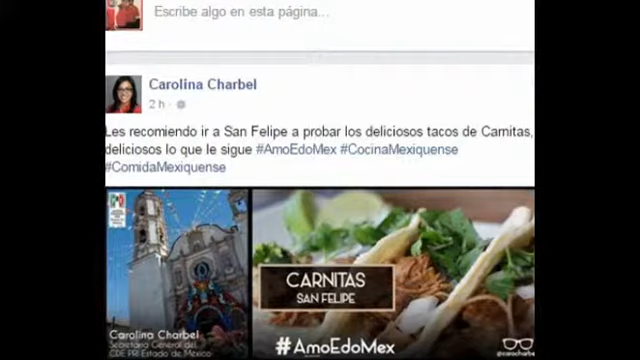 Escribe algo en esta página...
Carolina Charbel
2 h ·
Les recomiendo ir a San Felipe a probar los deliciosos tacos de Carnitas,
deliciosos lo que le sigue #AmoEdoMex #CocinaMexiquense
#ComidaMexiquense
PRI
CARNITAS
SAN FELIPE
Carolina Charbel
Secretaria General del
CDE PRI Estado de México
#AmoEdoMex